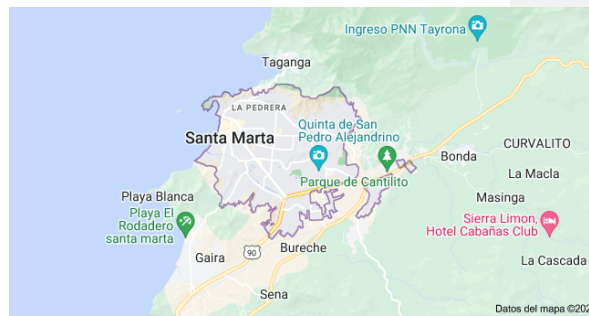 Ingreso PNN Tayrona
Taganga
LA PEDRERA
Santa Marta
Quinta de San
Pedro Alejandrino
CURVALITO
Bonda
La Macla
Parque de Cantilito
Masinga
Playa Blanca
Playa El
Rodadero
santa marta
Sierra Limon,
Hotel Cabañas Club
90
Bureche
Gaira
La Cascada
Sena
Datos del mapa ©202